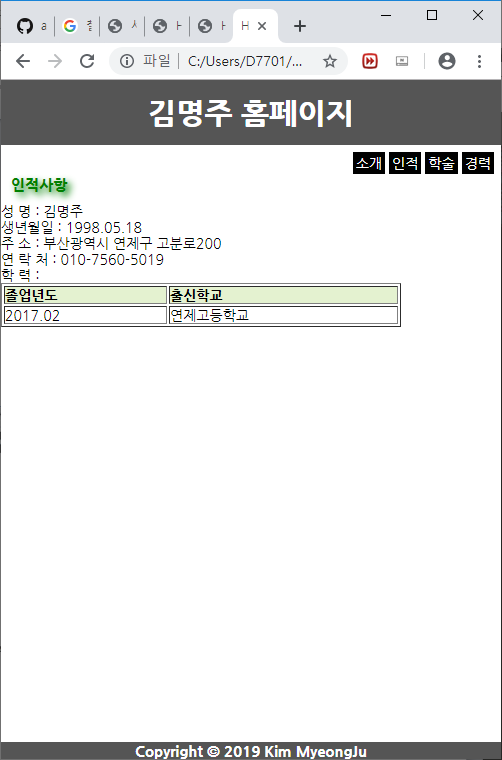 파일 C:/Users/D7701/...
김명주 홈페이지
소개 인적 학술 경력
인적사항
성 명 : 김명주
생년월일 : 1998.05.18
주 소 : 부산광역시 연제구 고분로200
연 락 처 : 010-7560-5019
학 력 :
졸업년도 출신학교
2017.02 연제고등학교
Copyright © 2019 Kim MyeongJu